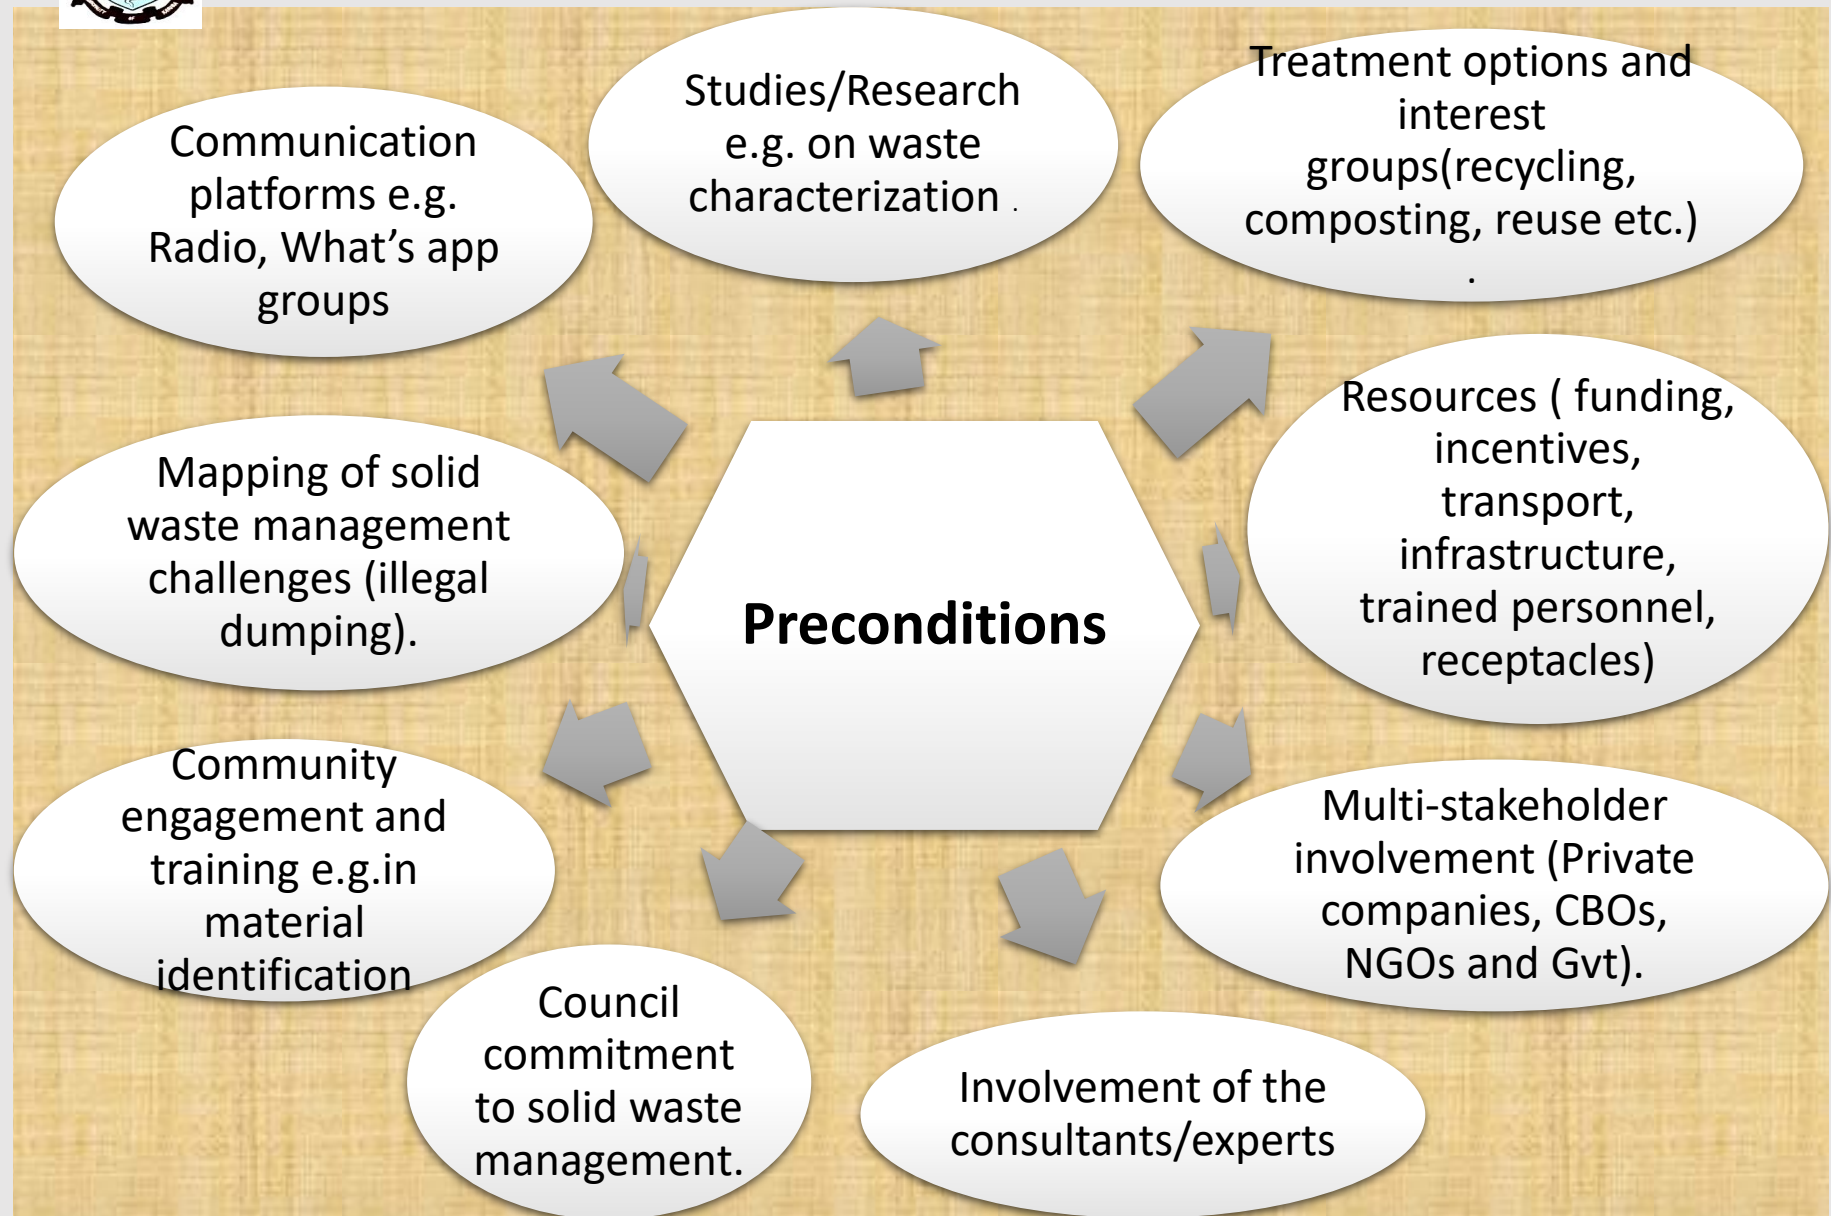 Studies/Research
e.g. on waste
characterization .
Treatment options and
interest
groups(recycling,
composting, reuse etc.)
.
Resources ( funding,
incentives,
transport,
infrastructure,
trained personnel,
receptacles)
Multi-stakeholder
involvement (Private
companies, CBOs,
NGOs and Gvt).
Involvement of the
consultants/experts
Council
commitment
to solid waste
management.
Community
engagement and
training e.g.in
material
identification
Mapping of solid
waste management
challenges (illegal
dumping).
Communication
platforms e.g.
Radio, What’s app
groups
Preconditions